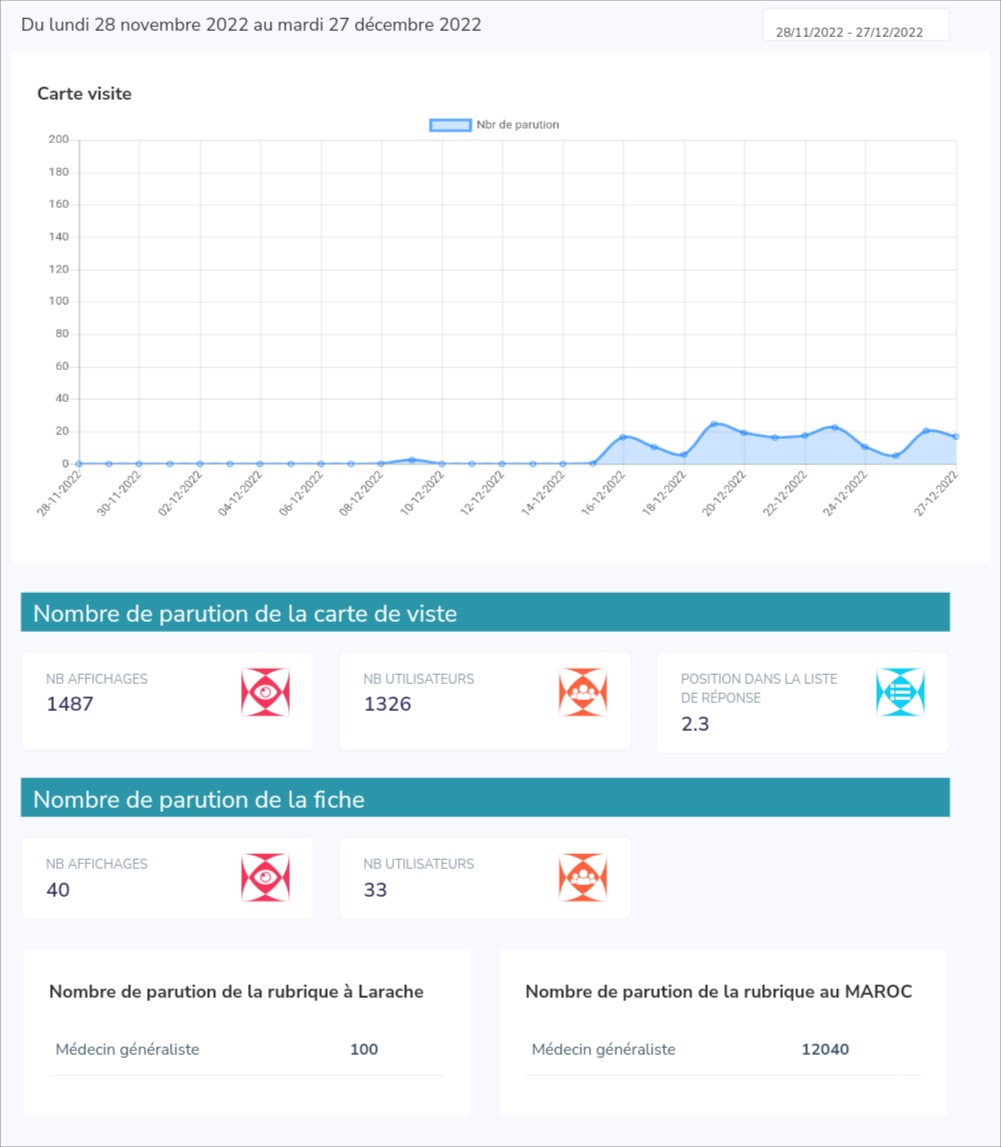 Du lundi 28 novembre 2022 au mardi 27 décembre 2022
28/11/2022 - 27/12/2022
Carte visite
Nbr de parution
200
180
160
140
120
100
80
60
40
20
0
28-11-2022
30-11-2022
02-12-2022
04-12-2022
06-12-2022
08-12-2022
10-12-2022
12-12-2022
14-12-2022
16-12-2022
18-12-2022
20-12-2022
22-12-2022
24-12-2022
27-12-2022
Nombre de parution de la carte de viste
NB AFFICHAGES
1487
NB UTILISATEURS
1326
POSITION DANS LA LISTE
DE RÉPONSE
2.3
Nombre de parution de la fiche
NB AFFICHAGES
40
NB UTILISATEURS
33
Nombre de parution de la rubrique à Larache
Médecin généraliste 100
Nombre de parution de la rubrique au MAROC
Médecin généraliste 12040